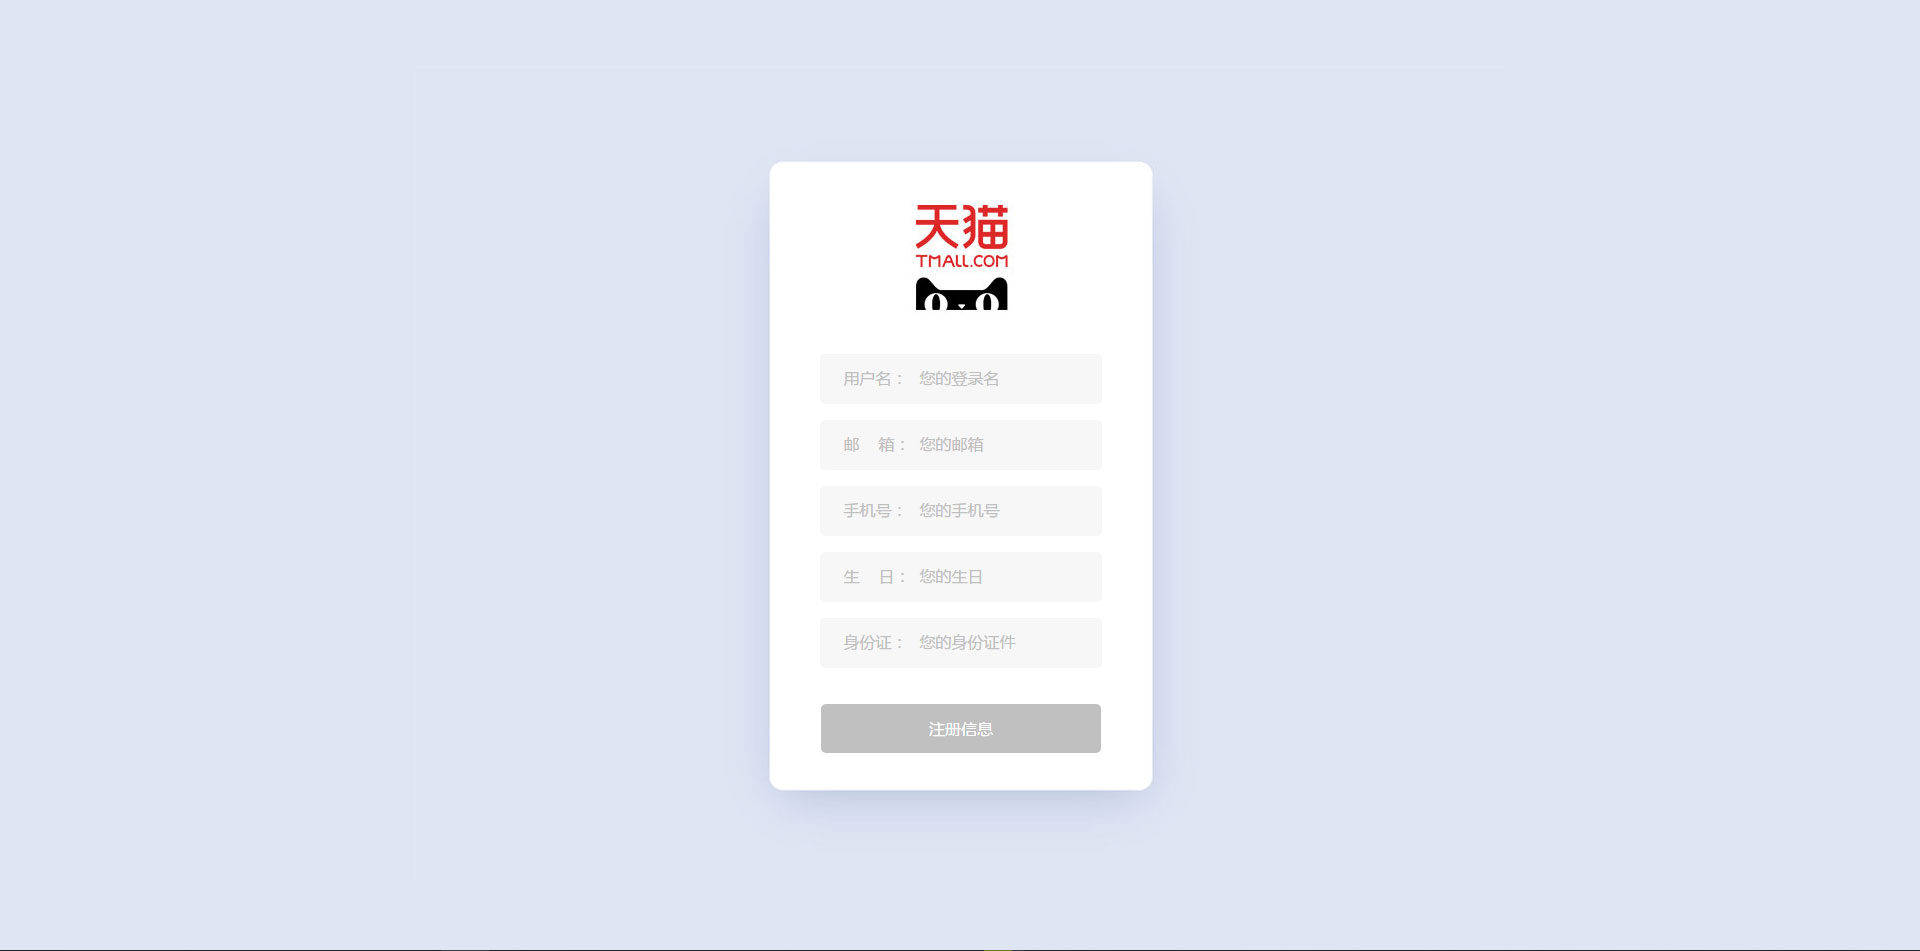 天猫
TMALL.COM
用户名： 您的登录名
邮 箱： 您的邮箱
手机号： 您的手机号
生 日： 您的生日
身份证： 您的身份证件
注册信息